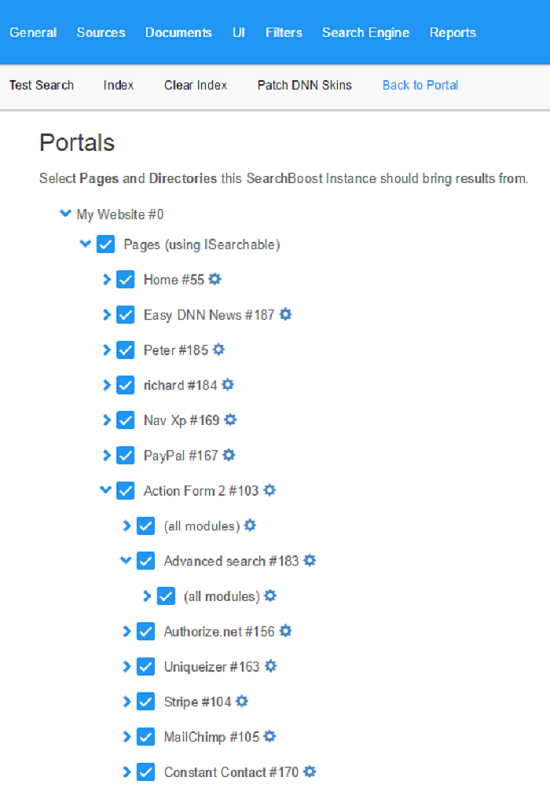 General Sources Documents UI Filters Search Engine Reports
Test Search Index Clear Index Patch DNN Skins Back to Portal
Portals
Select Pages and Directories this SearchBoost Instance should bring results from.
My Website #0
Pages (using ISearchable)
Home #55
Easy DNN News #187
Peter #185
richard #184
Nav Xp #169
PayPal #167
Action Form 2 #103
(all modules)
Advanced search #183
(all modules)
Authorize.net #156
Uniqueizer #163
Stripe #104
MailChimp #105
Constant Contact #170